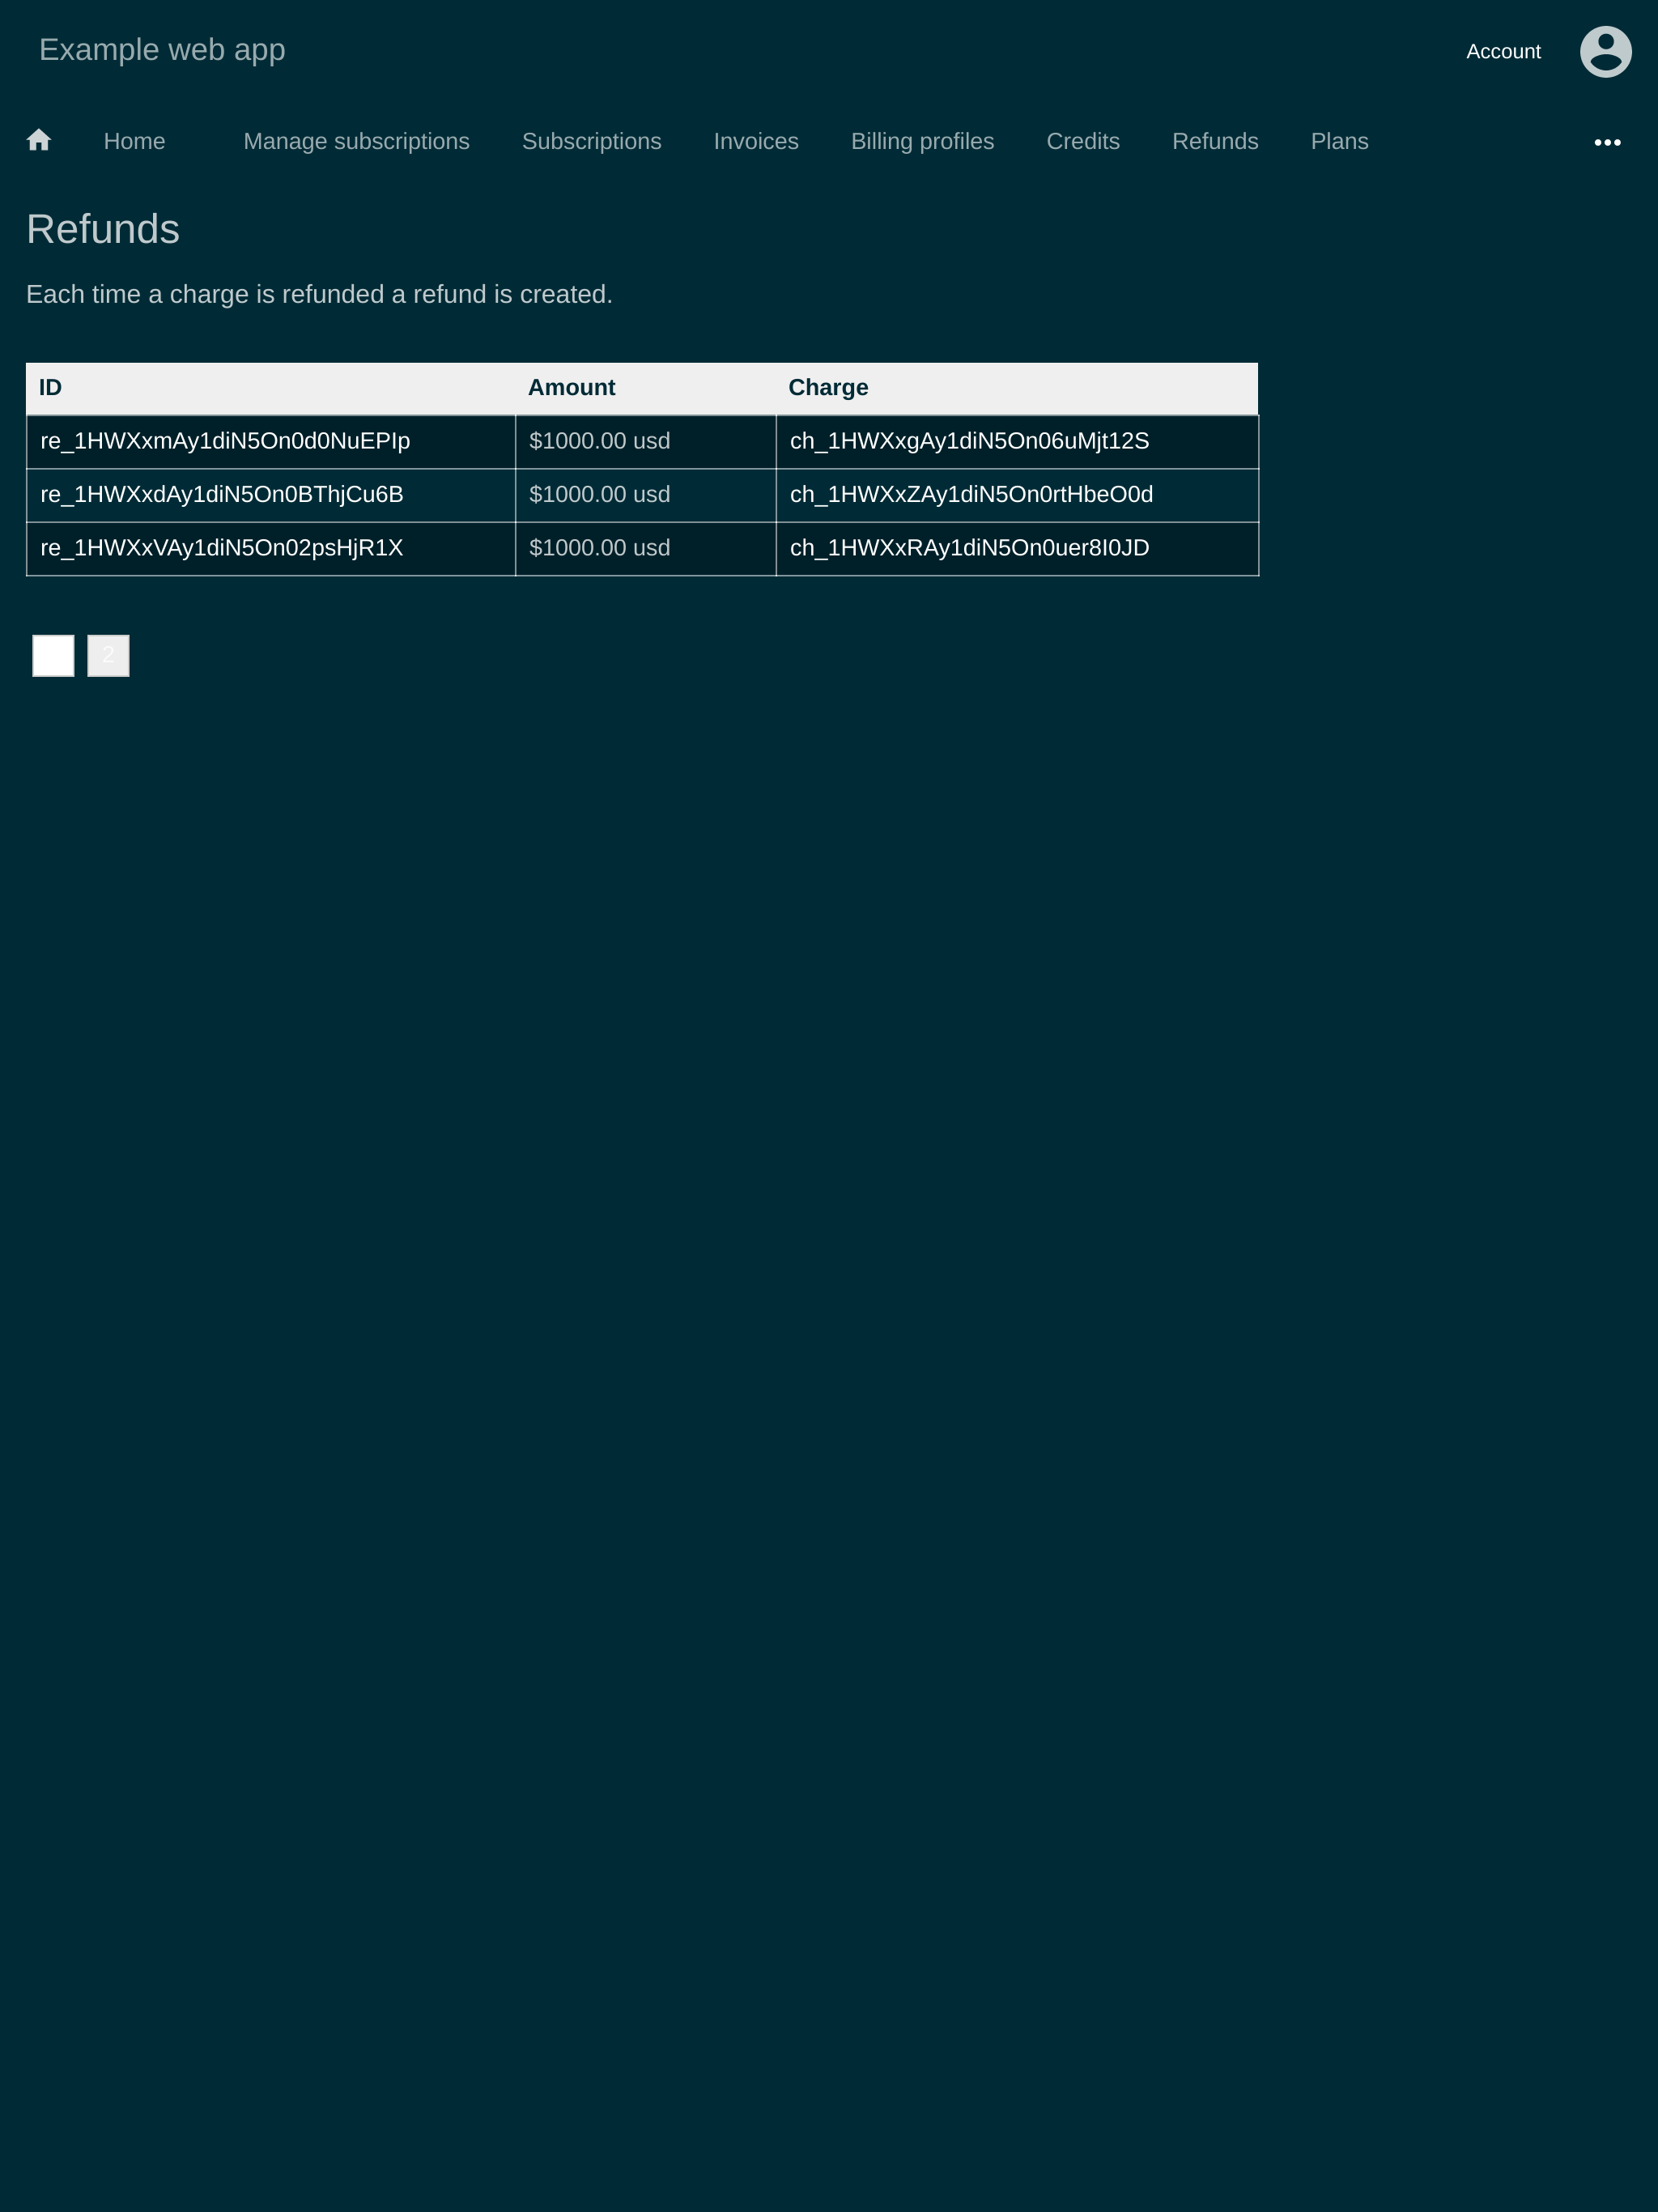 Example web app
Account
Home Manage subscriptions Subscriptions Invoices Billing profiles Credits Refunds Plans
Refunds
Each time a charge is refunded a refund is created.
ID Amount Charge
re_1HWXxmAy1diN5On0d0NuEPIp $1000.00 usd ch_1HWXxgAy1diN5On06uMjt12S
re_1HWXxdAy1diN5On0BThjCu6B $1000.00 usd ch_1HWXxZAy1diN5On0rtHbeO0d
re_1HWXxVAy1diN5On02psHjR1X $1000.00 usd ch_1HWXxRAy1diN5On0uer8I0JD
2